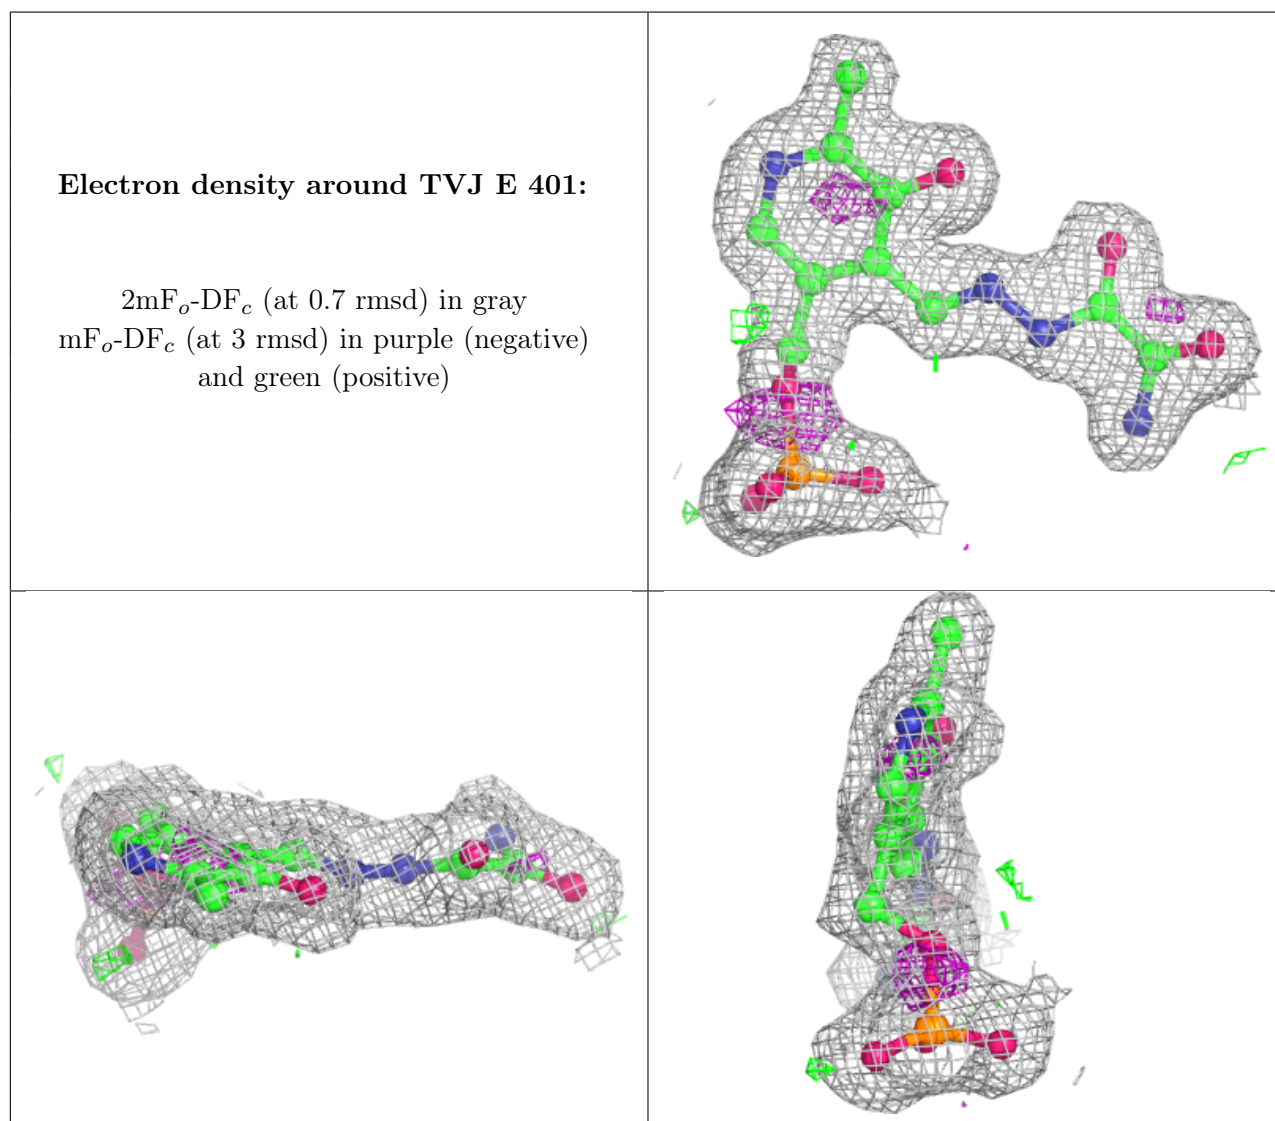 Electron density around TVJ E 401:
2mFo-DFc (at 0.7 rmsd) in gray
mFo-DFc (at 3 rmsd) in purple (negative)
and green (positive)